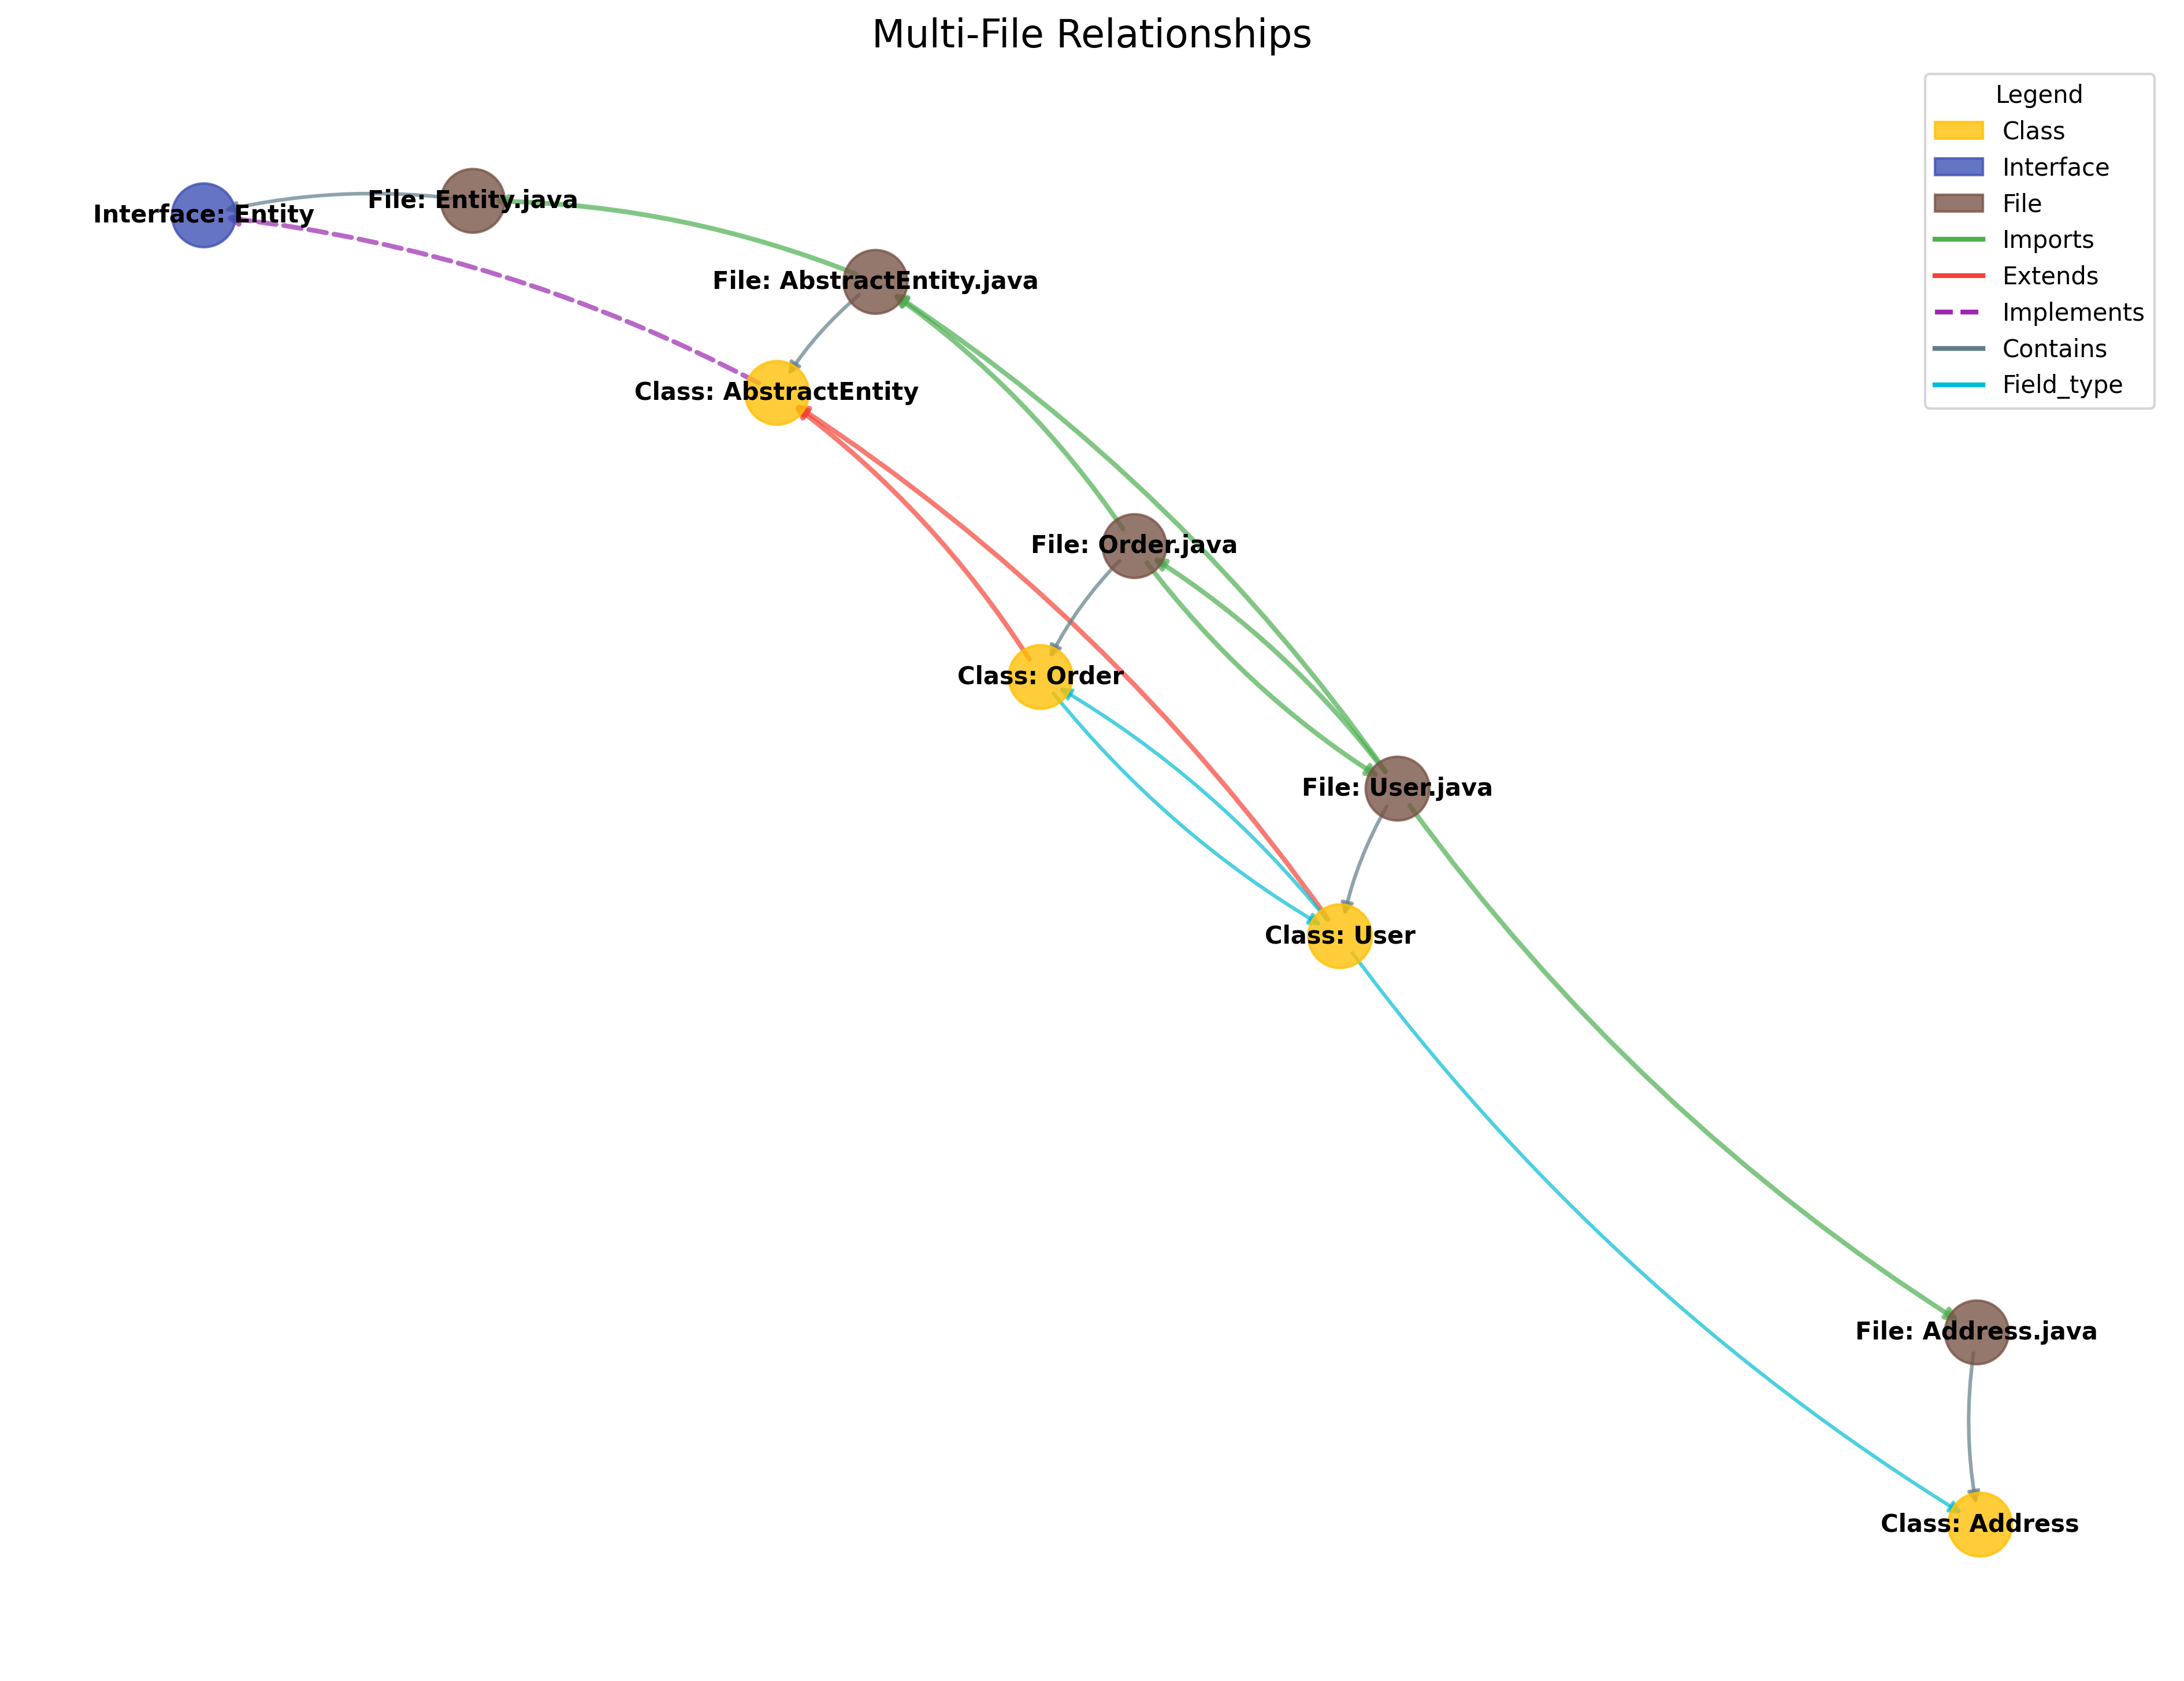 Multi-File Relationships
Legend
Class
Interface
File
Imports
Extends
Implements
Contains
Field_type
File: Entity.java
Interface: Entity
File: AbstractEntity.java
Class: AbstractEntity
File: Order.java
Class: Order
File: User.java
Class: User
File: Address.java
Class: Address